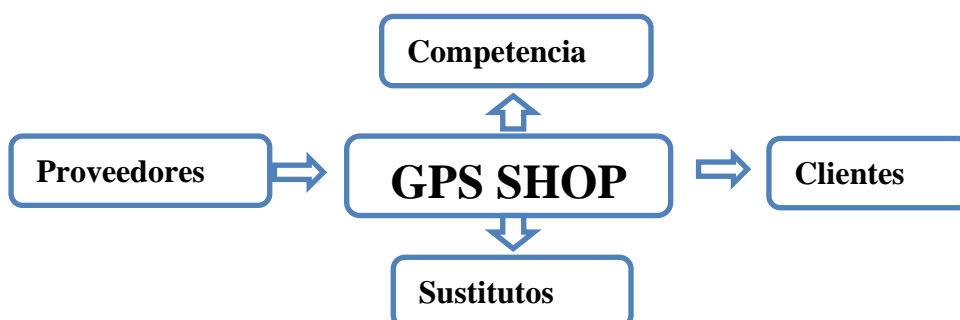 Competencia
Proveedores
GPS SHOP
Clientes
Sustitutos